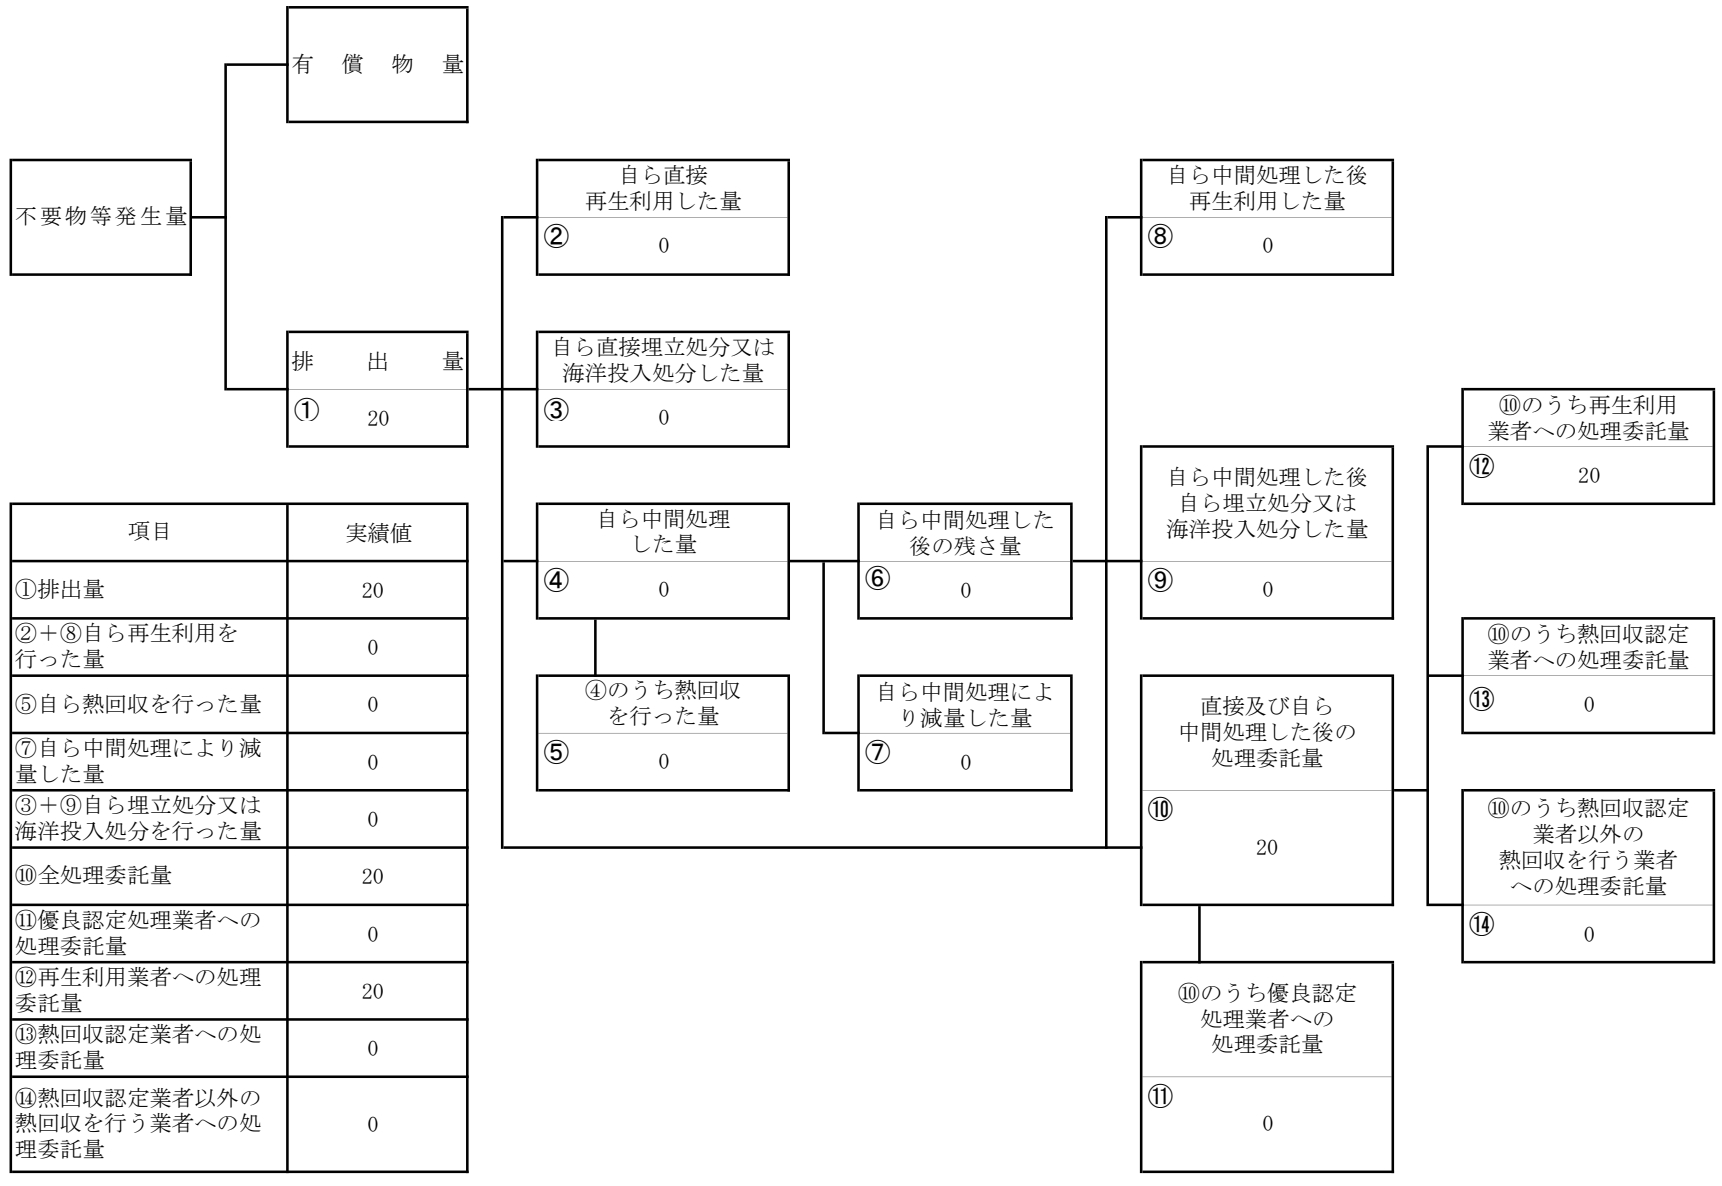 有償物量
不要物等発生量
排出量
① 20
自ら直接
再生利用した量
② 0
自ら直接埋立処分又は
海洋投入処分した量
③ 0
自ら中間処理
した量
④ 0
④のうち熱回収
を行った量
⑤ 0
自ら中間処理した
後の残さ量
⑥ 0
自ら中間処理によ
り減量した量
⑦ 0
自ら中間処理した後
再生利用した量
⑧ 0
自ら中間処理した後
自ら埋立処分又は
海洋投入処分した量
⑨ 0
直接及び自ら
中間処理した後の
処理委託量
⑩
20
⑩のうち優良認定
処理業者への
処理委託量
⑪
0
⑩のうち再生利用
業者への処理委託量
⑫ 20
⑩のうち熱回収認定
業者への処理委託量
⑬ 0
⑩のうち熱回収認定
業者以外の
熱回収を行う業者
への処理委託量
⑭ 0
項目 実績値
①排出量 20
②+⑧自ら再生利用を
行った量 0
⑤自ら熱回収を行った量 0
⑦自ら中間処理により減
量した量 0
③+⑨自ら埋立処分又は
海洋投入処分を行った量 0
⑩全処理委託量 20
⑪優良認定処理業者への
処理委託量 0
⑫再生利用業者への処理
委託量 20
⑬熱回収認定業者への処
理委託量 0
⑭熱回収認定業者以外の
熱回収を行う業者への処 0
理委託量